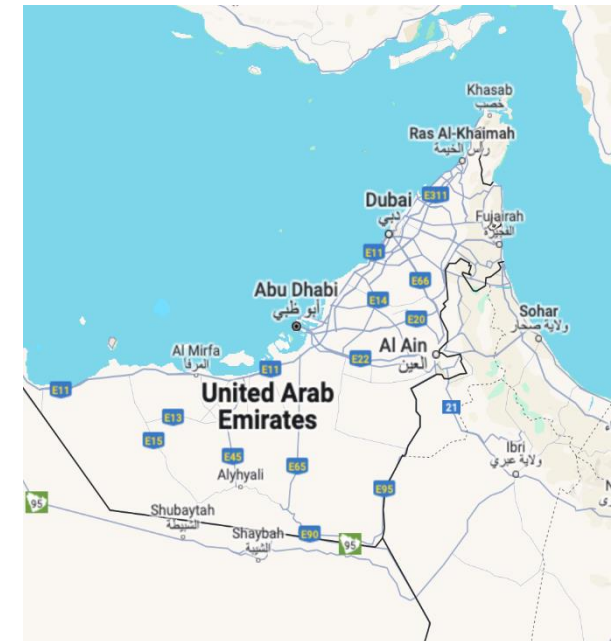 Khasab
خصب
Ras Al-Khaimah
رأس الخيمة
E311
Dubai
دبي
Fujairah
الفجيرة
E11
E66
Abu Dhabi
أبو ظبي
E14
E20
Sohar
ولاية صحار
Al Ain
العين
Al Mirfa
المرفأ
E22
E11
E11
United Arab
Emirates
21
E13
E15
Ibri
ولاية عبري
E45
E65
Alyhyali
E95
95
Shubaytah
الشبيطة
Shaybah
الشيبة
E90
95